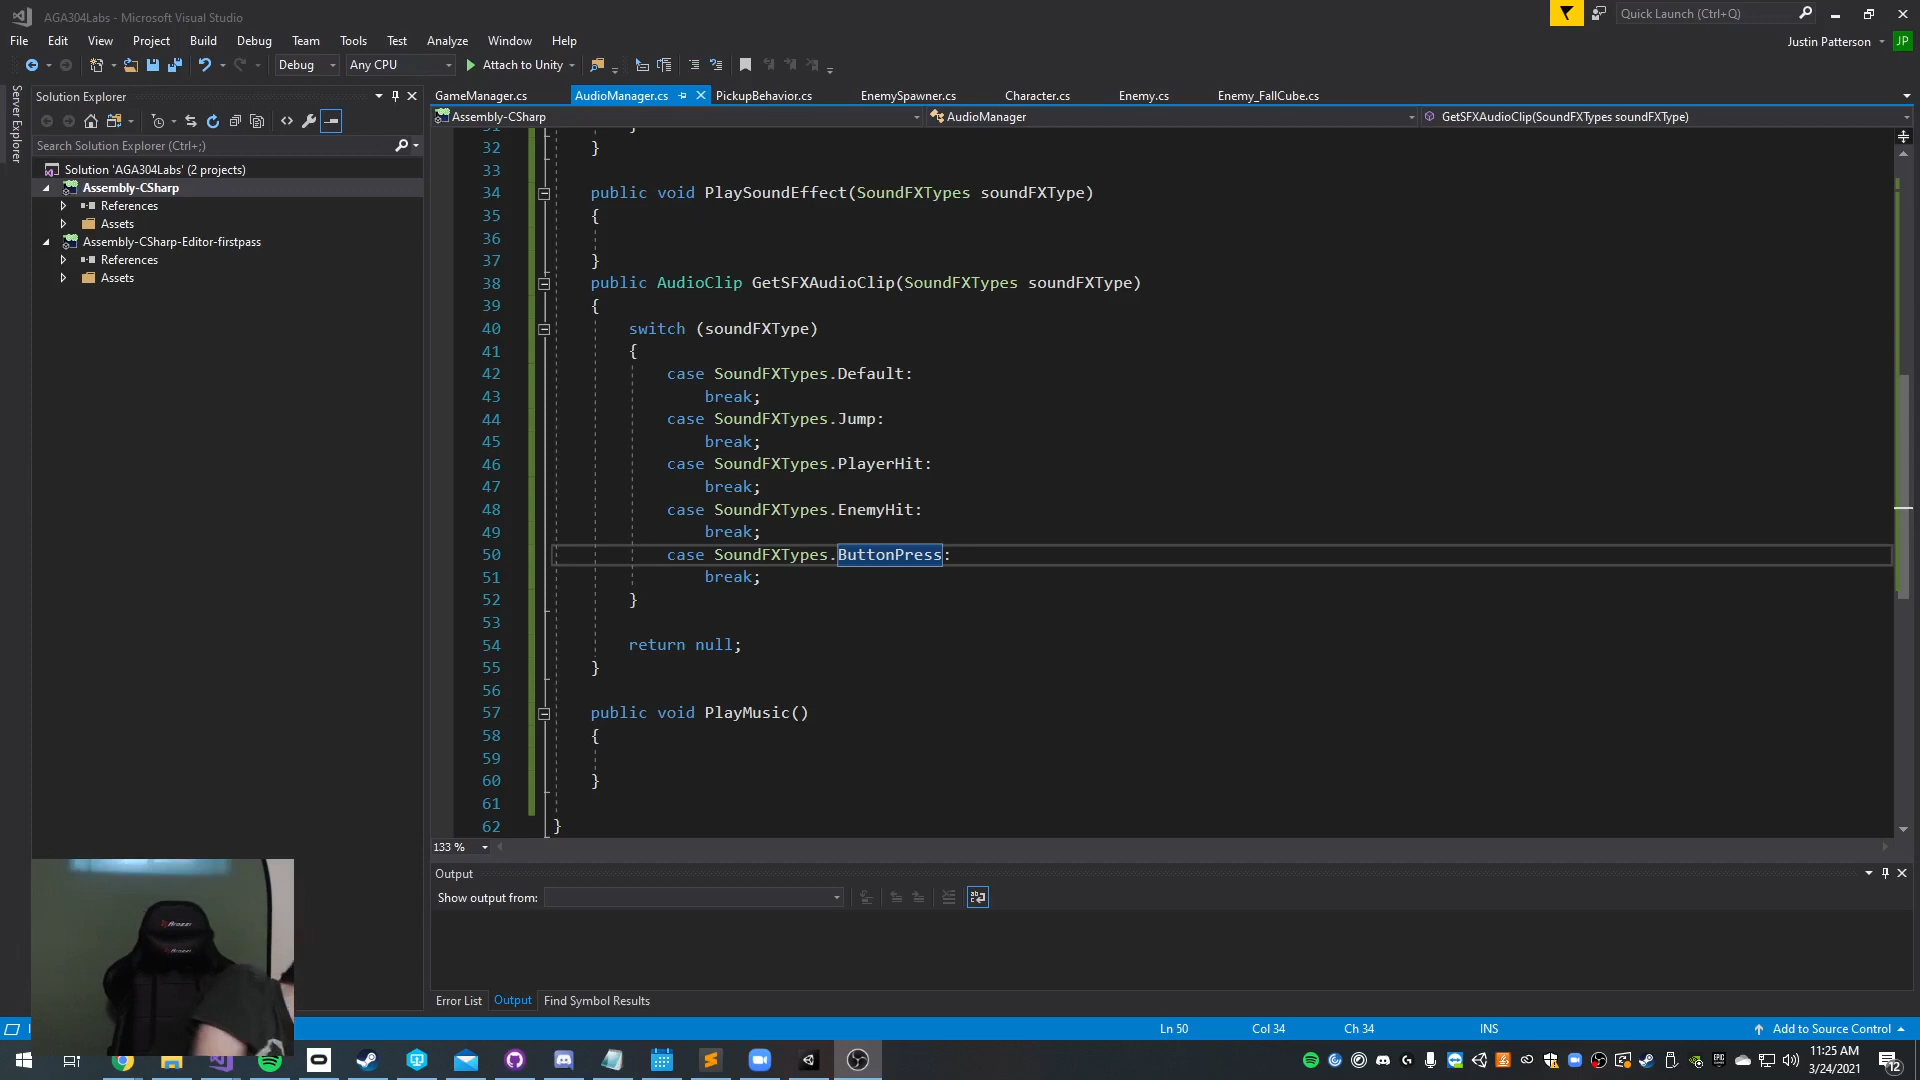 AGA304Labs - Microsoft Visual Studio
Quick Launch (Ctrl+Q)
File Edit View Project Build Debug Team Tools Test Analyze Window Help
Justin Patterson JP
Debug Any CPU Attach to Unity
Server Explorer
Solution Explorer
Search Solution Explorer (Ctrl+;)
Solution 'AGA304Labs' (2 projects)
Assembly-CSharp
References
Assets
Assembly-CSharp-Editor-firstpass
References
Assets
GameManager.cs AudioManager.cs PickupBehavior.cs EnemySpawner.cs Character.cs Enemy.cs Enemy_FallCube.cs
Assembly-CSharp AudioManager GetSFXAudioClip(SoundFXTypes soundFXType)
31 }
32 }
33
34 public void PlaySoundEffect(SoundFXTypes soundFXType)
35 {
36
37 }
38 public AudioClip GetSFXAudioClip(SoundFXTypes soundFXType)
39 {
40 switch (soundFXType)
41 {
42 case SoundFXTypes.Default:
43 break;
44 case SoundFXTypes.Jump:
45 break;
46 case SoundFXTypes.PlayerHit:
47 break;
48 case SoundFXTypes.EnemyHit:
49 break;
50 case SoundFXTypes.ButtonPress:
51 break;
52 }
53
54 return null;
55 }
56
57 public void PlayMusic()
58 {
59
60 }
61
62 }
133 %
Output
Show output from:
Error List Output Find Symbol Results
Ln 50 Col 34 Ch 34 INS Add to Source Control
11:25 AM
3/24/2021
12